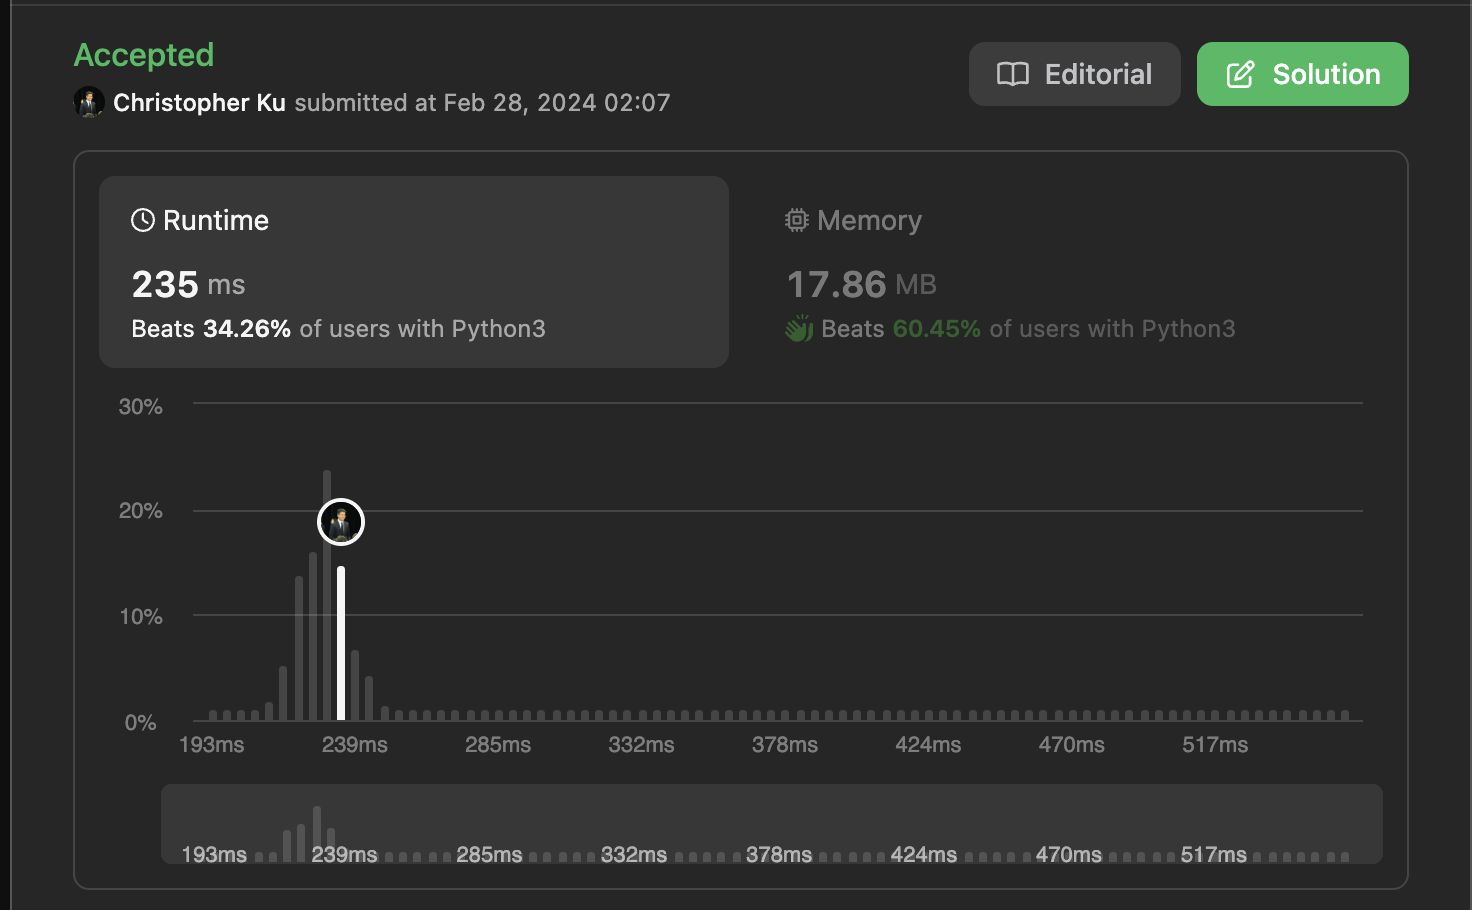 Accepted
Editorial
Solution
Christopher Ku submitted at Feb 28, 2024 02:07
Runtime
Memory
235 ms
17.86 MB
Beats 34.26% of users with Python3
Beats 60.45% of users with Python3
30%
20%
10%
0%
193ms 239ms 285ms 332ms 378ms 424ms 470ms 517ms
193ms 239ms 285ms 332ms 378ms 424ms 470ms 517ms